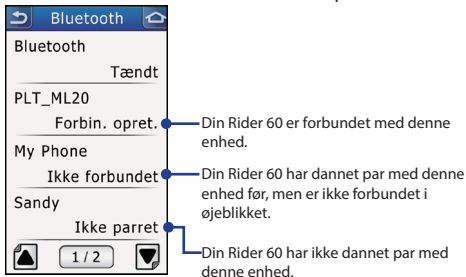 Bluetooth
Bluetooth
Tændt
PLT_ML20
Forbin. opret.
My Phone
Ikke forbundet
Sandy
Ikke parret
1/2
Din Rider 60 er forbundet med denne
enhed.
Din Rider 60 har dannet par med denne
enhed før, men er ikke forbundet i
øjeblikket.
Din Rider 60 har ikke dannet par med
denne enhed.